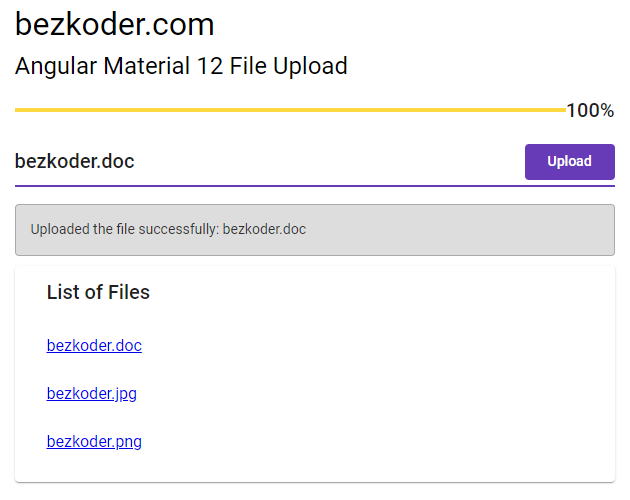 bezkoder.com
Angular Material 12 File Upload
100%
bezkoder.doc
Upload
Uploaded the file successfully: bezkoder.doc
List of Files
bezkoder.doc
bezkoder.jpg
bezkoder.png